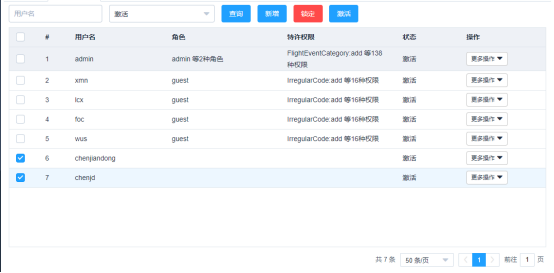 用户名 激活 查询 新增 锁定 激活
# 用户名 角色 特许权限 状态 操作
1 admin admin 等2种角色 FlightEventCategory:add 等138种权限 激活 更多操作
2 xmn guest IrregularCode:add 等16种权限 激活 更多操作
3 lcx guest IrregularCode:add 等16种权限 激活 更多操作
4 foc guest IrregularCode:add 等16种权限 激活 更多操作
5 wus guest IrregularCode:add 等16种权限 激活 更多操作
6 chenjiandong 激活 更多操作
7 chenjd 激活 更多操作
共 7 条 50 条/页 1 前往 1 页